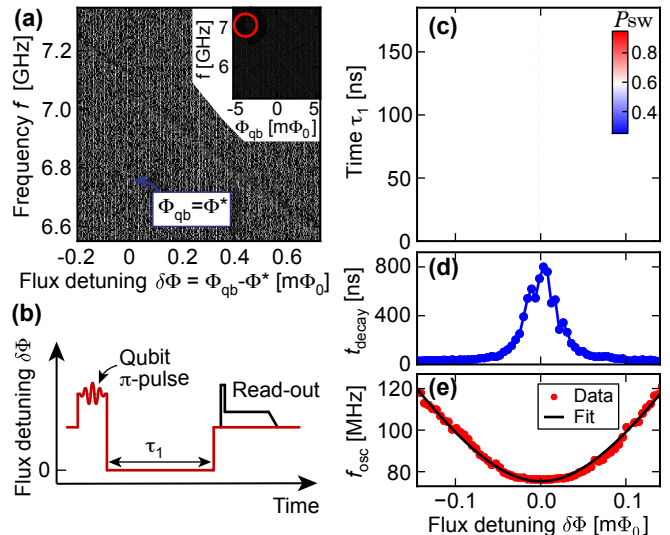 (a)
Frequency f [GHz]
7.2
7.0
6.8
6.6
f [GHz]
7
6
-5
0
5
Φqb [mΦ0]
Φqb=Φ*
-0.2
0
0.2
0.4
0.6
Flux detuning δΦ = Φqb-Φ* [mΦ0]
(b)
Flux detuning δΦ
0
Qubit
π-pulse
τ1
Read-out
Time
(c)
Time τ1 [ns]
150
100
50
0
Psw
0.8
0.6
0.4
(d)
tdecay [ns]
800
400
0
(e)
fosc [MHz]
120
100
80
Data
Fit
−0.1
0.0
0.1
Flux detuning δΦ [mΦ0]